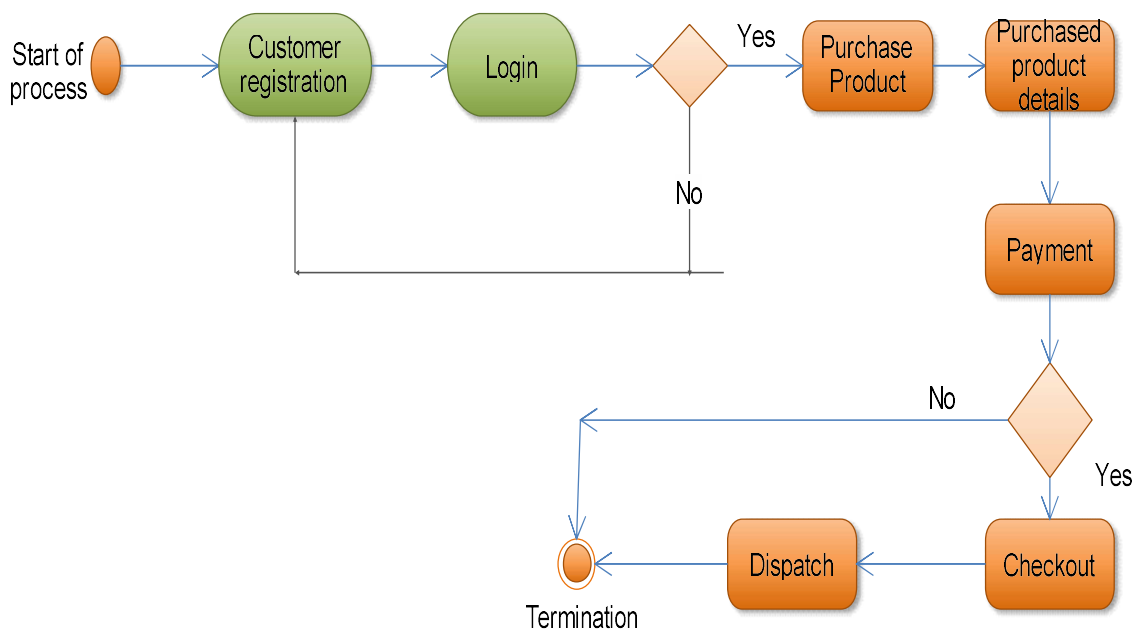 Start of
process
Customer
registration
Login
Yes
Purchase
Product
Purchased
product
details
No
Payment
No
Yes
Dispatch
Checkout
Termination